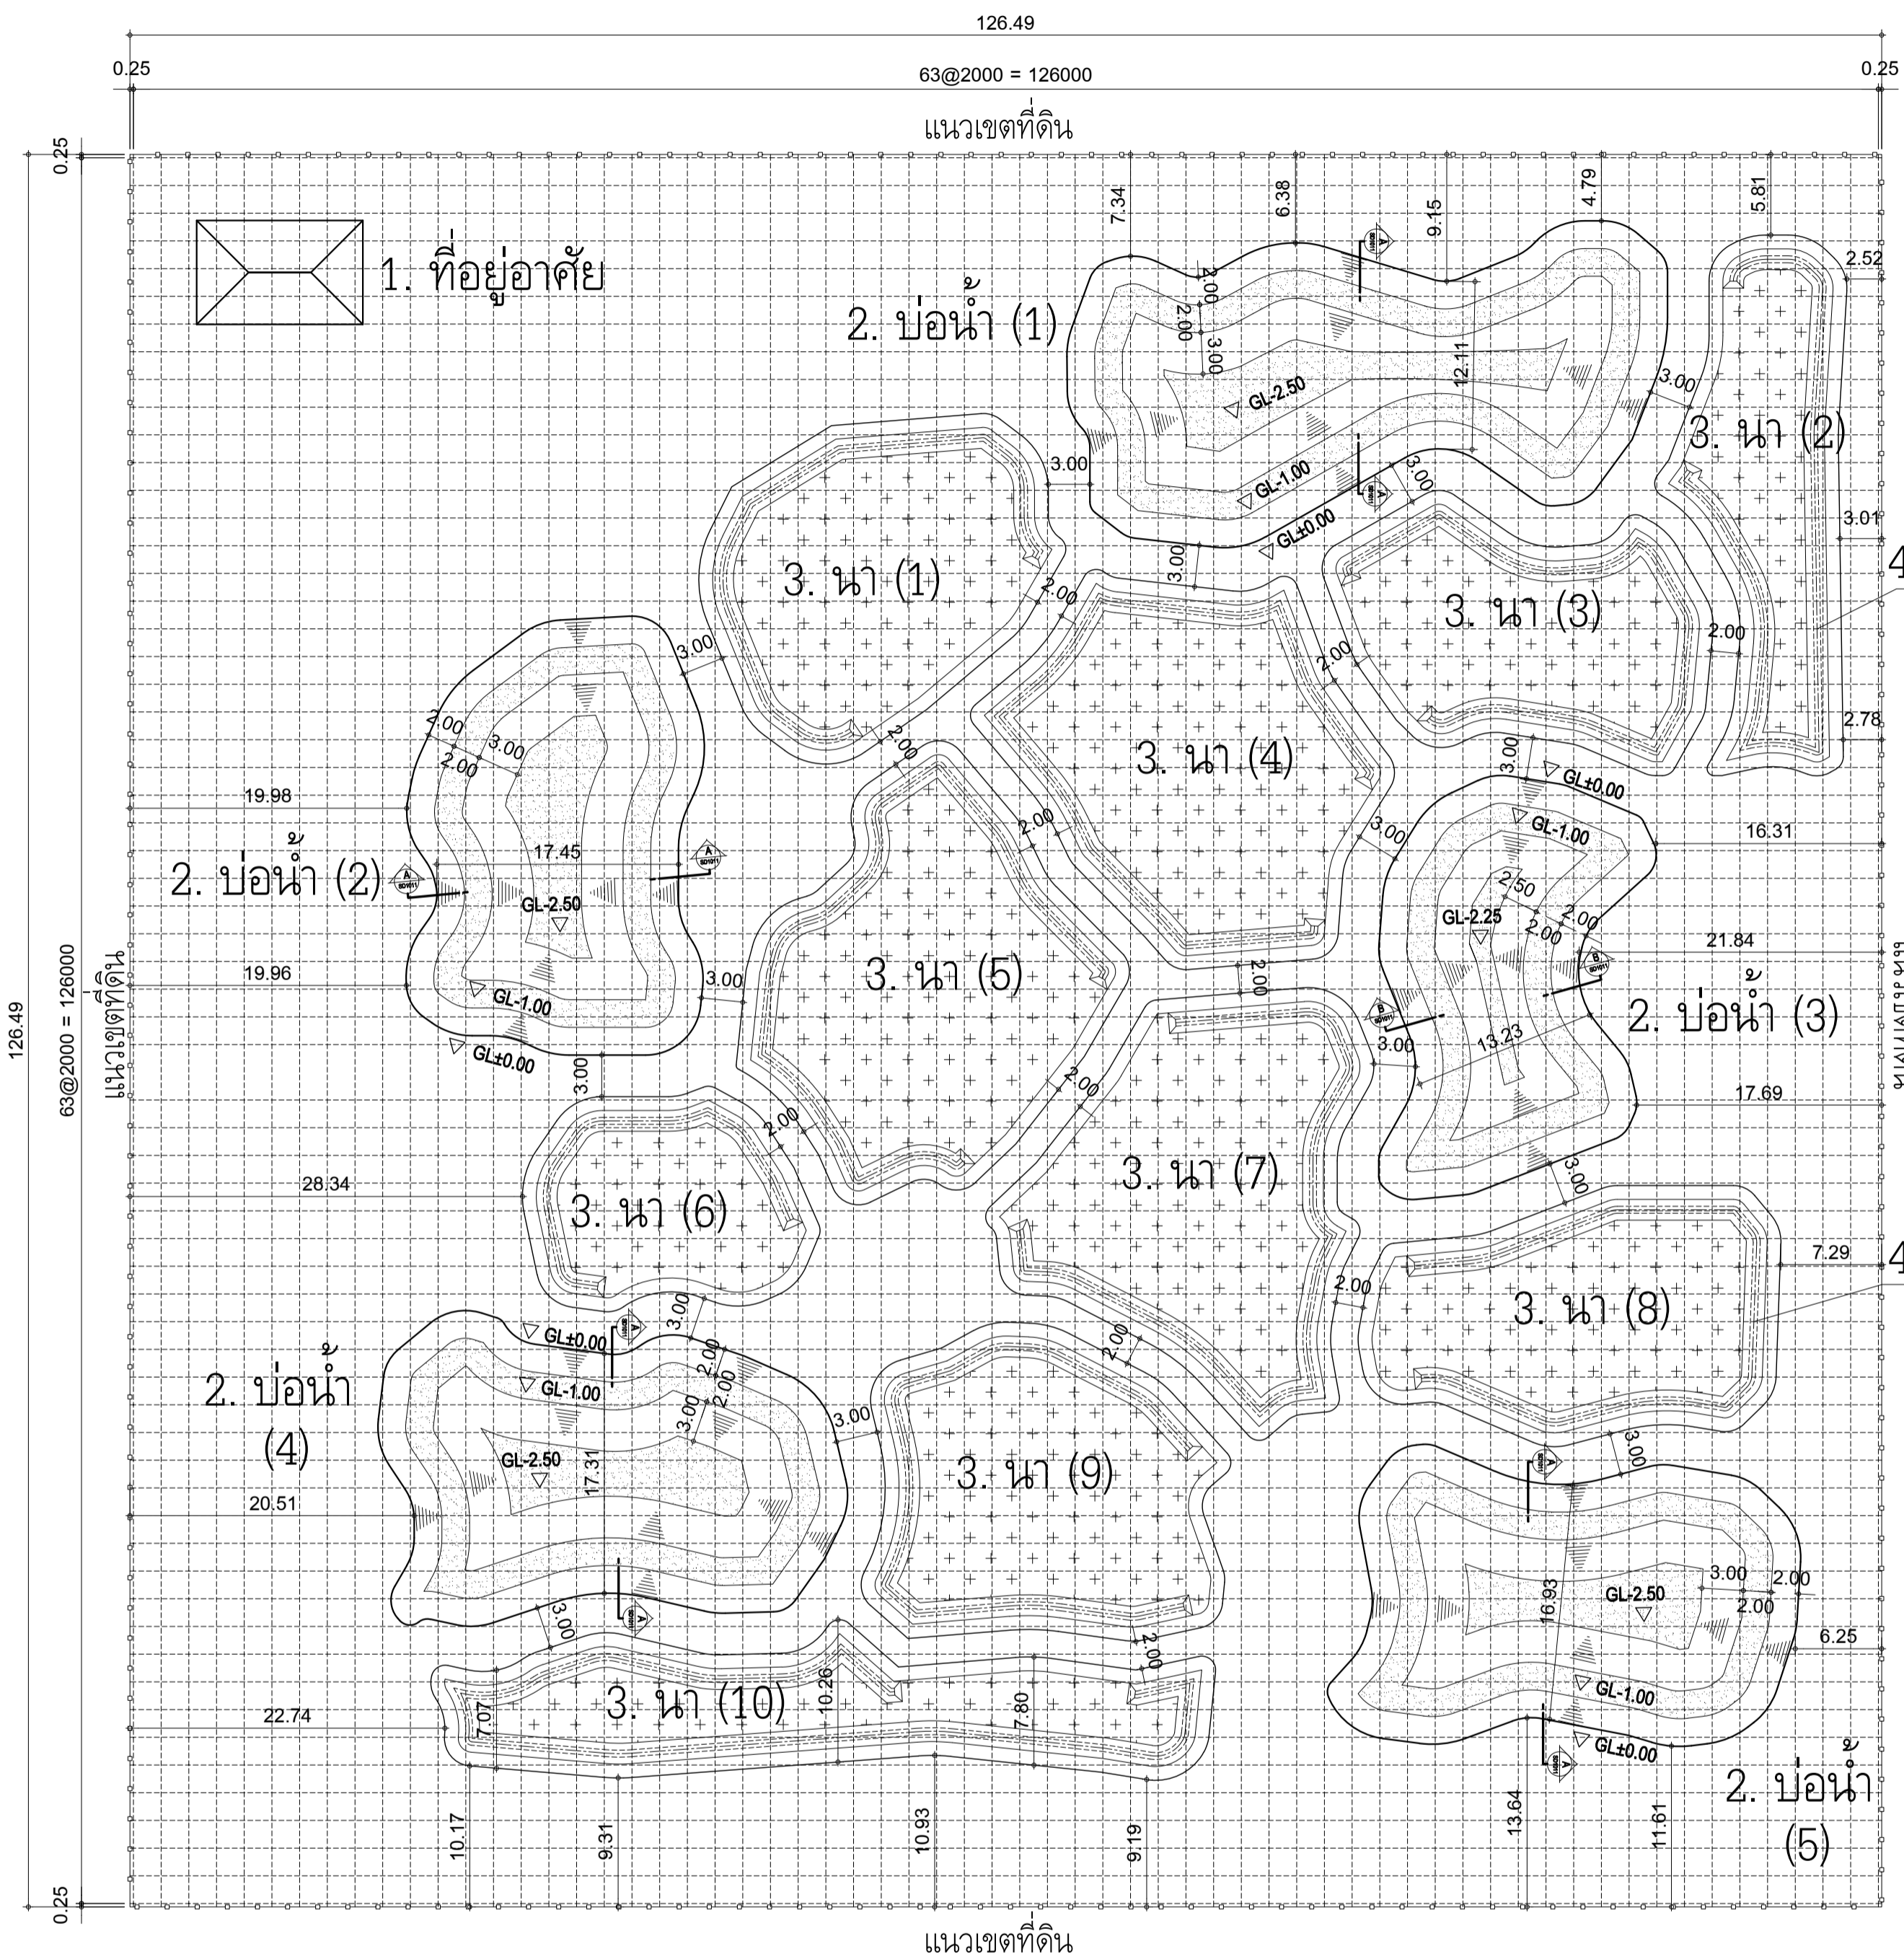 126.49
0.25
63@2000 = 126000
0.25
แนวเขตที่ดิน
0.25
7.34
6.38
9.15
4.79
5.81
2.52
1. ที่อยู่อาศัย
2. บ่อน้ำ (1)
2.00
2.00
3.00
12.11
GL-2.50
3.00
3. นา (2)
3.00
GL-1.00
3.00
GL±0.00
3.00
3.01
4
3. นา (1)
2.00
3. นา (3)
2.00
2.00
3.00
2.00
3.00
2.00
2.00
3. นา (4)
3.00
GL±0.00
2.78
19.98
2.00
GL-1.00
16.31
3.00
17.45
2. บ่อน้ำ (2)
A
SD1011
GL-2.50
2.50
2.00
2.00
GL-2.25
21.84
3. นา (5)
19.96
GL-1.00
3.00
2.00
B
SD1011
2. บ่อน้ำ (3)
GL±0.00
3.00
13.23
3.00
126.49
63@2000 = 126000
แนวเขตที่ดิน
2.00
17.69
2.00
3. นา (7)
3.00
28.34
3. นา (6)
7.29
4
2.00
3. นา (8)
3.00
GL±0.00
2.00
2.00
3.00
GL-1.00
2.00
2. บ่อน้ำ
(4)
3.00
GL-2.50
17.31
3. นา (9)
3.00
20.51
16.93
3.00
2.00
2.00
GL-2.50
3.00
2.00
6.25
GL-1.00
22.74
7.07
3. นา (10)
10.26
7.80
GL±0.00
2. บ่อน้ำ
(5)
10.17
9.31
10.93
9.19
13.64
11.61
0.25
แนวเขตที่ดิน